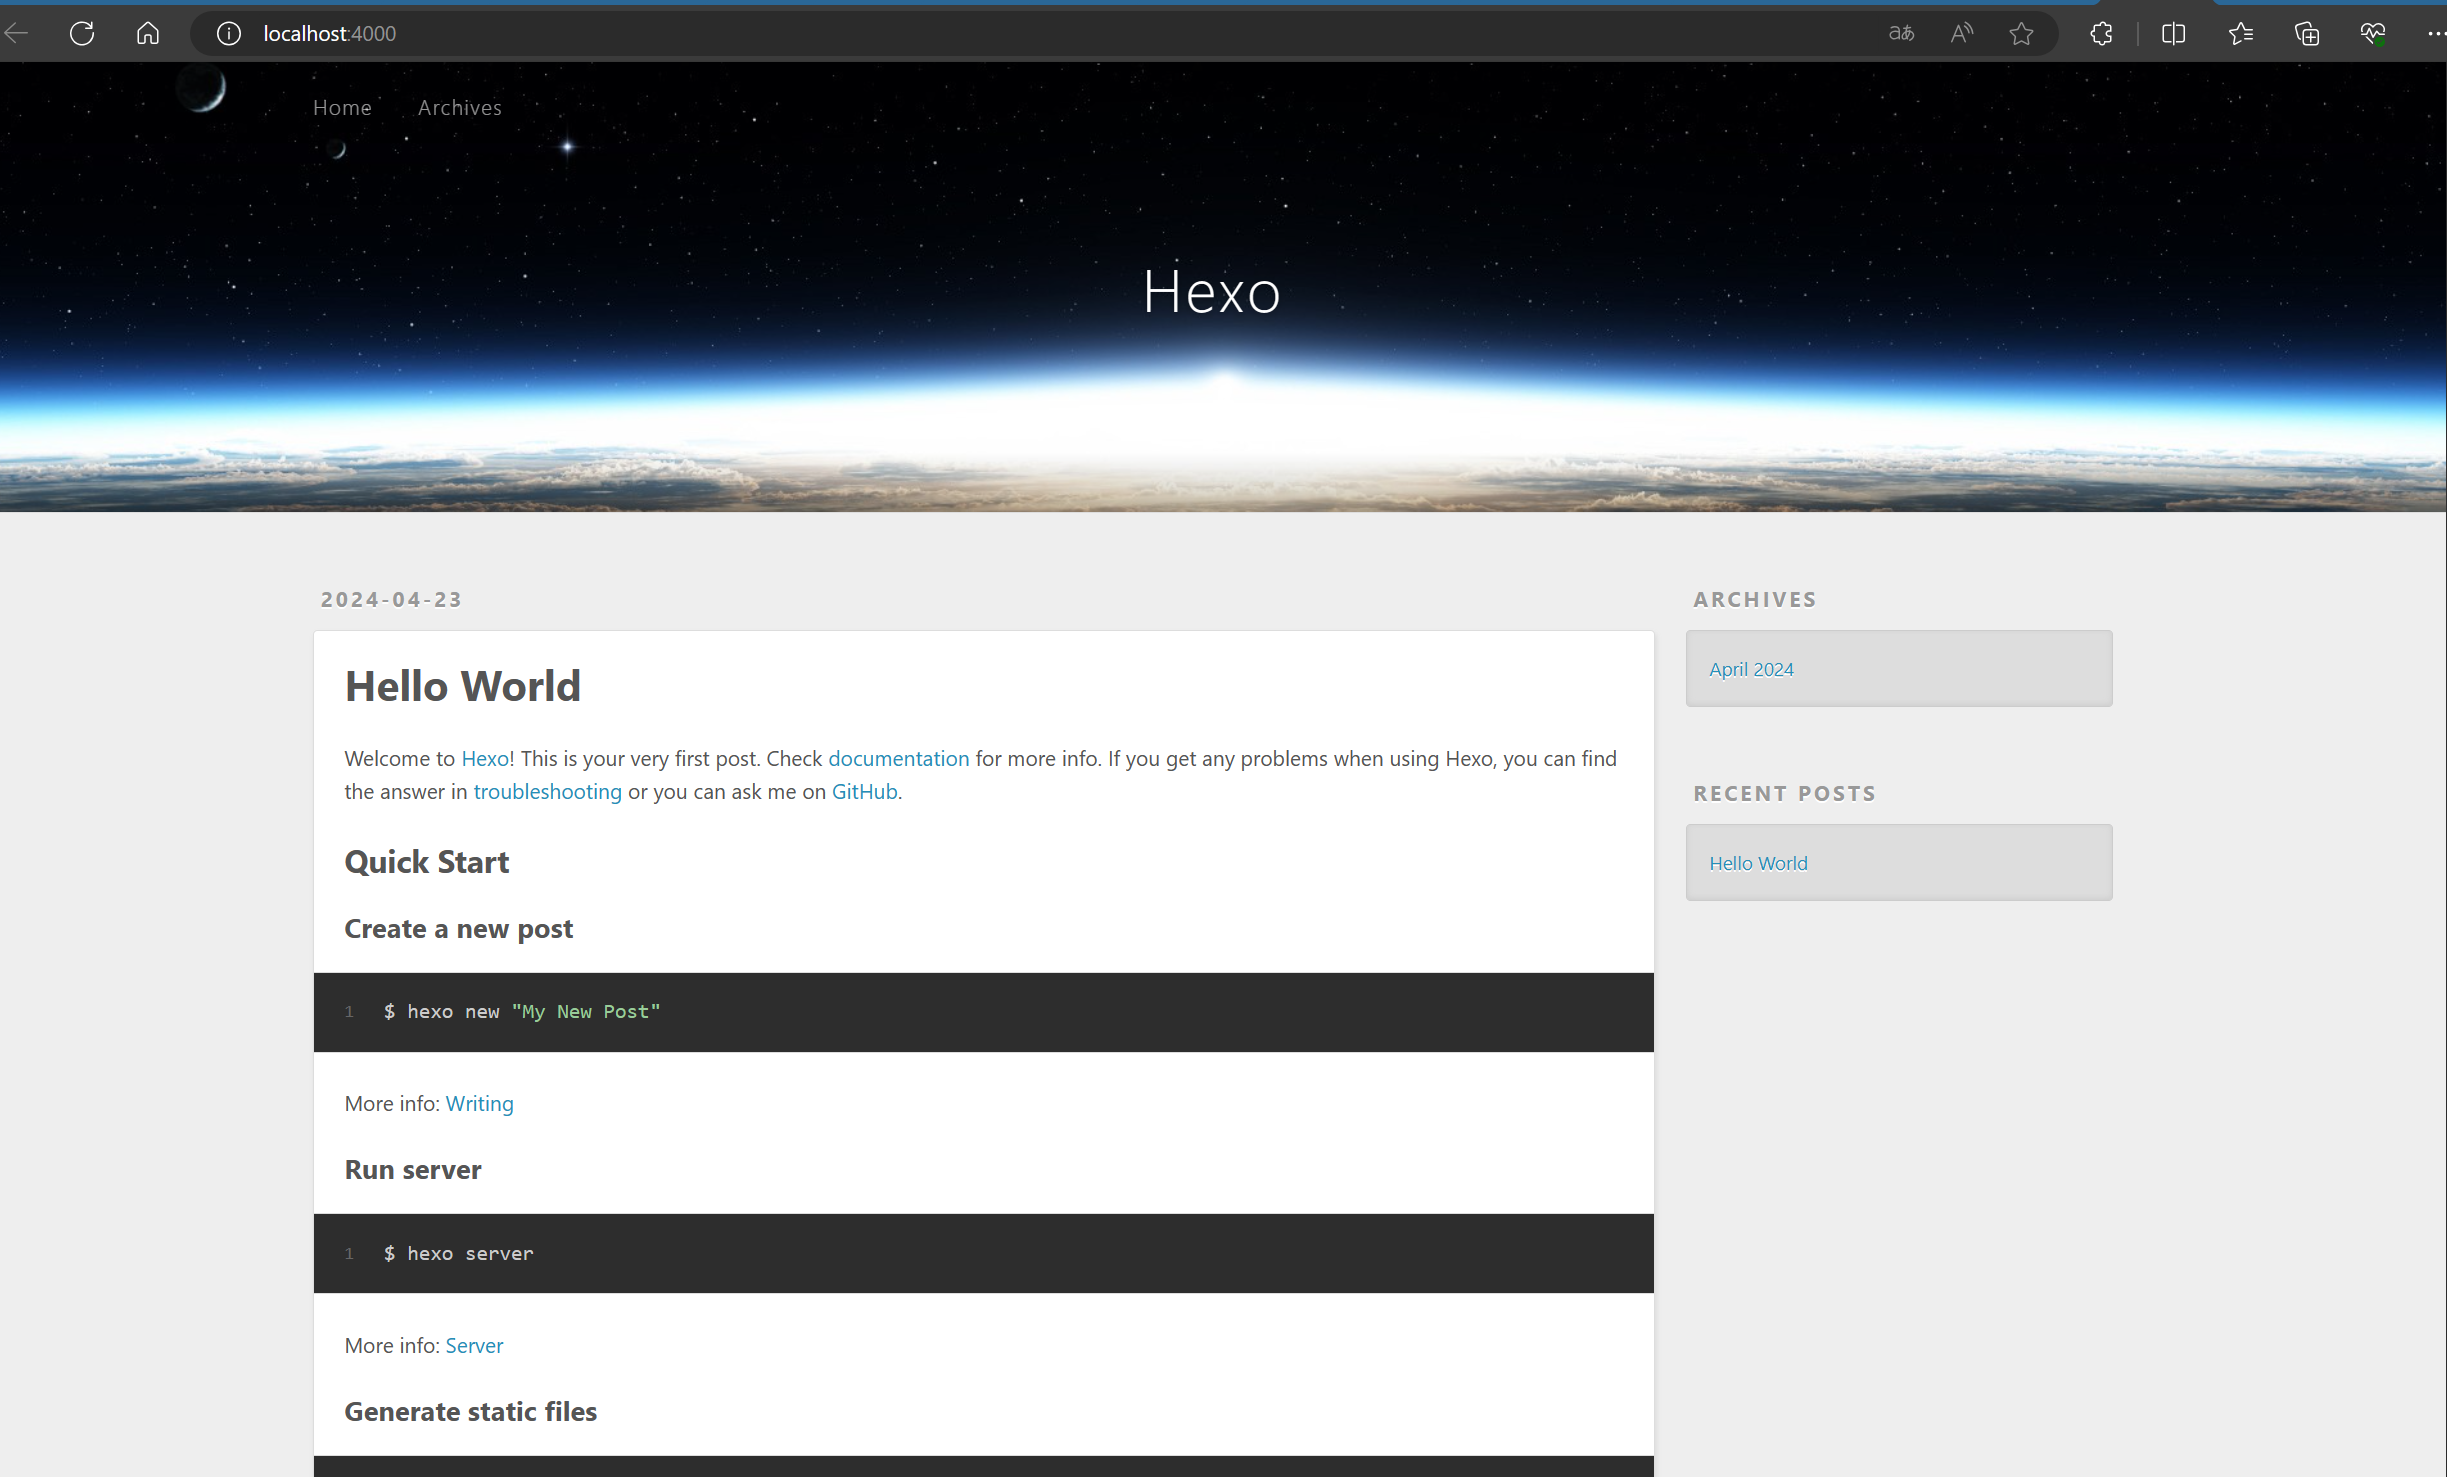 localhost:4000
Home Archives
Hexo
2024-04-23
Hello World
Welcome to Hexo! This is your very first post. Check documentation for more info. If you get any problems when using Hexo, you can find
the answer in troubleshooting or you can ask me on GitHub.
Quick Start
Create a new post
1 $ hexo new "My New Post"
More info: Writing
Run server
1 $ hexo server
More info: Server
Generate static files
ARCHIVES
April 2024
RECENT POSTS
Hello World